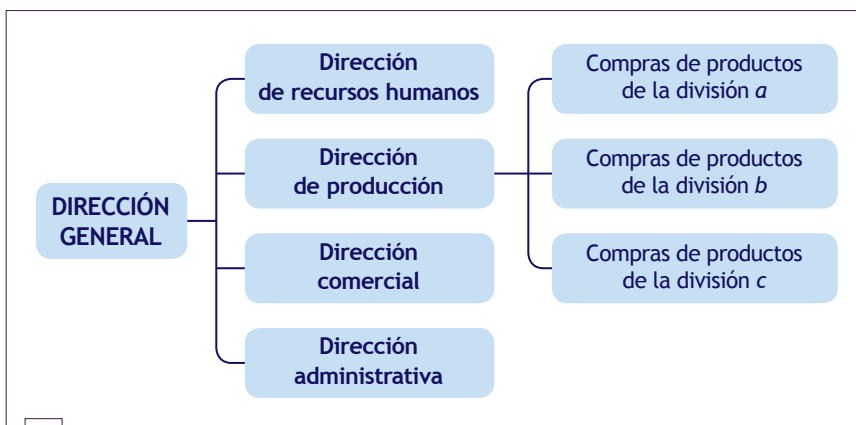 DIRECCIÓN
GENERAL
Dirección
de recursos humanos
Dirección
de producción
Dirección
comercial
Dirección
administrativa
Compras de productos
de la división a
Compras de productos
de la división b
Compras de productos
de la división c